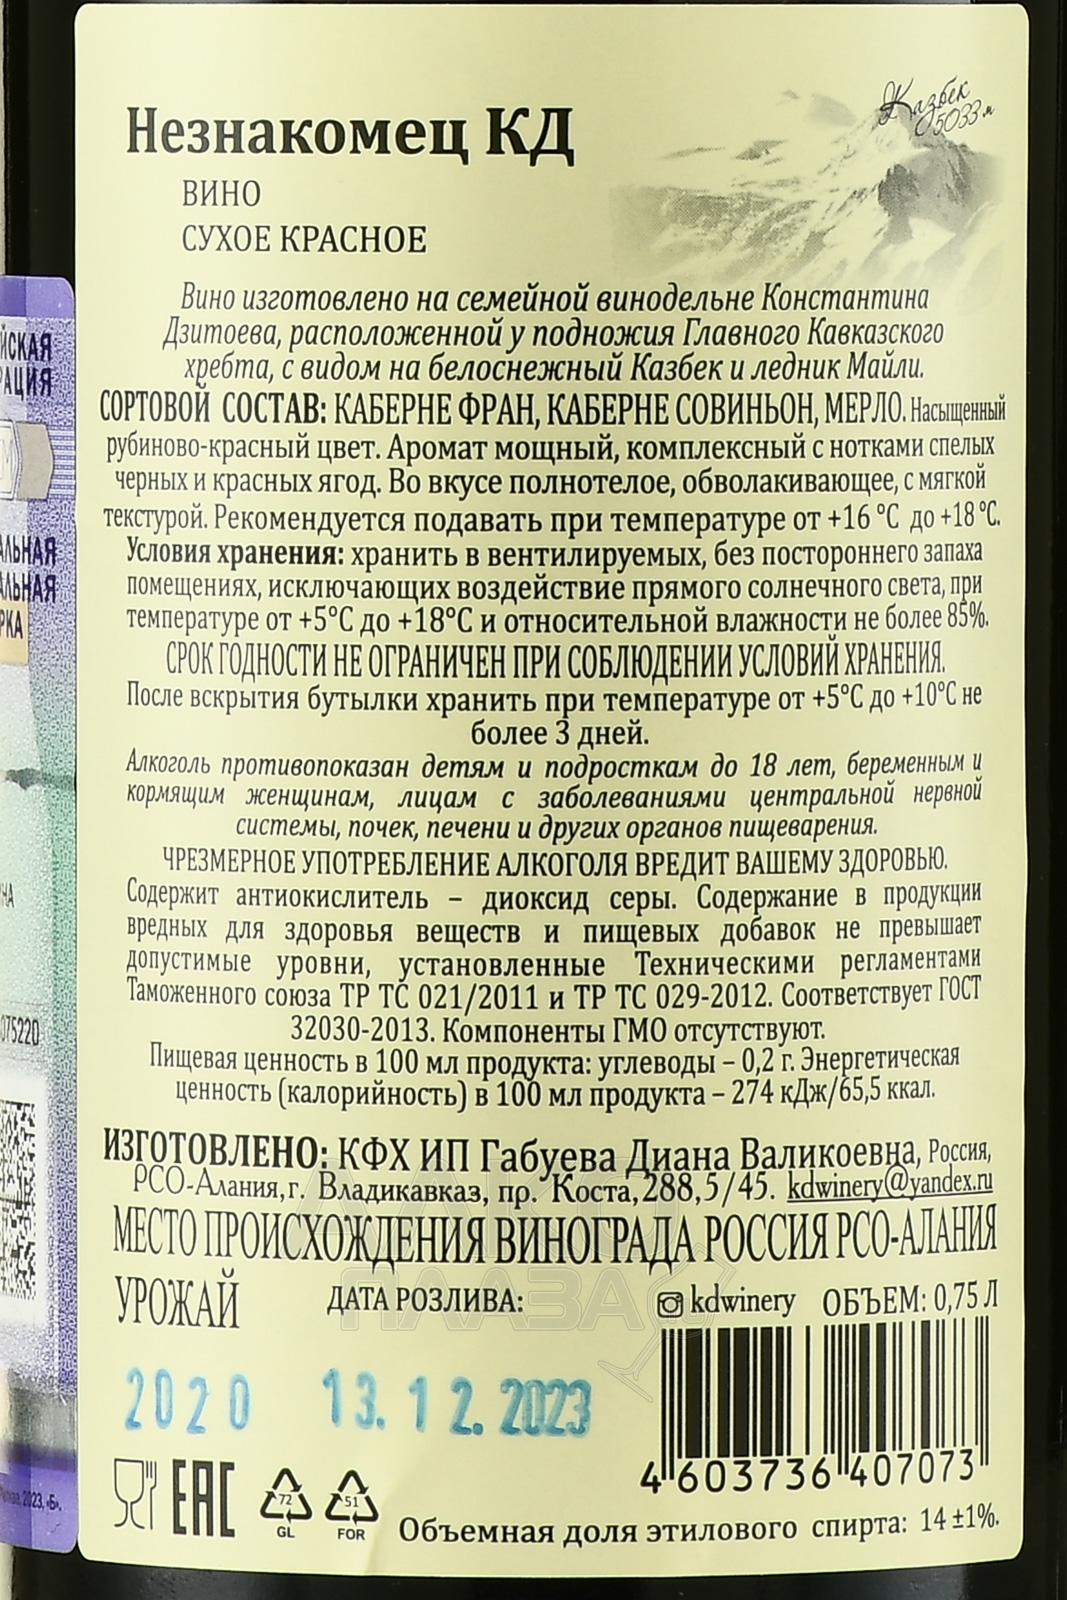 Казбек
5033 м
Незнакомец КД
ВИНО
СУХОЕ КРАСНОЕ
Вино изготовлено на семейной винодельне Константина
Дзитоева, расположенной у подножия Главного Кавказского
хребта, с видом на белоснежный Казбек и ледник Майли.
СОРТОВОЙ СОСТАВ: КАБЕРНЕ ФРАН, КАБЕРНЕ СОВИНЬОН, МЕРЛО. Насыщенный
рубиново-красный цвет. Аромат мощный, комплексный с нотками спелых
черных и красных ягод. Во вкусе полнотелое, обволакивающее, с мягкой
текстурой. Рекомендуется подавать при температуре от +16 °С до +18 °С.
Условия хранения: хранить в вентилируемых, без постороннего запаха
помещениях, исключающих воздействие прямого солнечного света, при
температуре от +5°С до +18°С и относительной влажности не более 85%.
СРОК ГОДНОСТИ НЕ ОГРАНИЧЕН ПРИ СОБЛЮДЕНИИ УСЛОВИЙ ХРАНЕНИЯ.
После вскрытия бутылки хранить при температуре от +5°С до +10°С не
более 3 дней.
Алкоголь противопоказан детям и подросткам до 18 лет, беременным и
кормящим женщинам, лицам с заболеваниями центральной нервной
системы, почек, печени и других органов пищеварения.
ЧРЕЗМЕРНОЕ УПОТРЕБЛЕНИЕ АЛКОГОЛЯ ВРЕДИТ ВАШЕМУ ЗДОРОВЬЮ.
Содержит антиокислитель – диоксид серы. Содержание в продукции
вредных для здоровья веществ и пищевых добавок не превышает
допустимые уровни, установленные Техническими регламентами
Таможенного союза ТР ТС 021/2011 и ТР ТС 029-2012. Соответствует ГОСТ
32030-2013. Компоненты ГМО отсутствуют.
Пищевая ценность в 100 мл продукта: углеводы – 0,2 г. Энергетическая
ценность (калорийность) в 100 мл продукта – 274 кДж/65,5 ккал.
ИЗГОТОВЛЕНО: КФХ ИП Габуева Диана Валикоевна, Россия,
РСО-Алания, г. Владикавказ, пр. Коста, 288,5/45. kdwinery@yandex.ru
МЕСТО ПРОИСХОЖДЕНИЯ ВИНОГРАДА РОССИЯ РСО-АЛАНИЯ
УРОЖАЙ ДАТА РОЗЛИВА: kdwinery ОБЪЕМ: 0,75 Л
2020 13. 12. 2023
4 603736 407073
EAC 72 GL 51 FOR
Объемная доля этилового спирта: 14 ±1%.
АЛКО
ПЛАЗА
075220
2023, «Б».